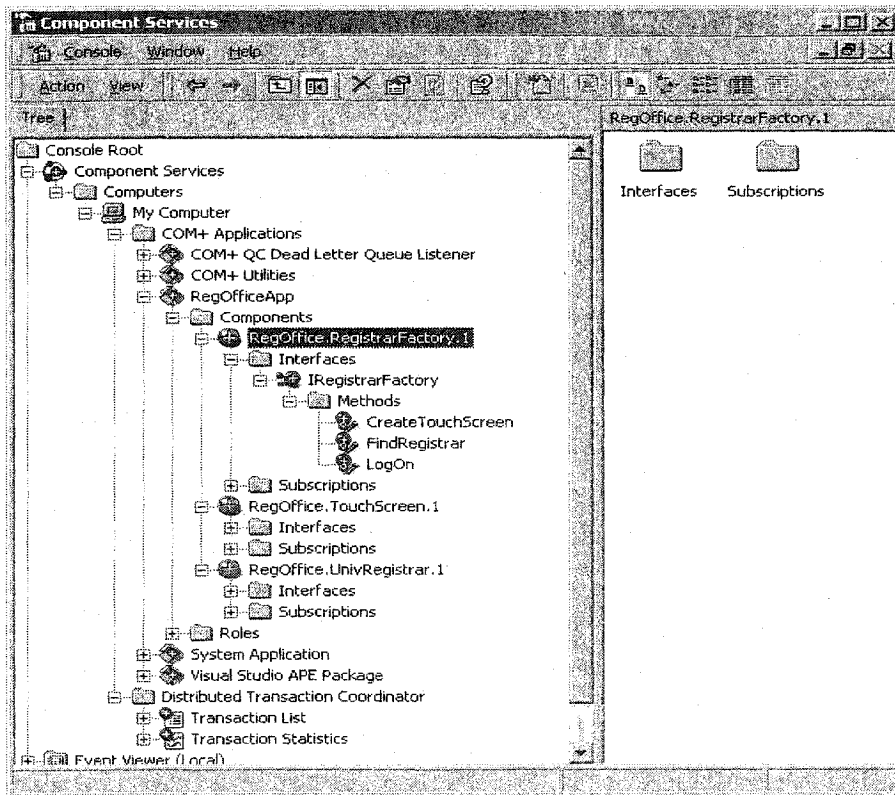 Component Services
Console Window Help
Action View
Tree
RegOffice.RegistrarFactory.1
Console Root
Component Services
Computers
My Computer
COM+ Applications
COM+ QC Dead Letter Queue Listener
COM+ Utilities
RegOfficeApp
Components
RegOffice.RegistrarFactory.1
Interfaces
IRegistrarFactory
Methods
CreateTouchScreen
FindRegistrar
LogOn
Subscriptions
RegOffice.TouchScreen.1
Interfaces
Subscriptions
RegOffice.UnivRegistrar.1
Interfaces
Subscriptions
Roles
System Application
Visual Studio APE Package
Distributed Transaction Coordinator
Transaction List
Transaction Statistics
Event Viewer (Local)
Interfaces Subscriptions